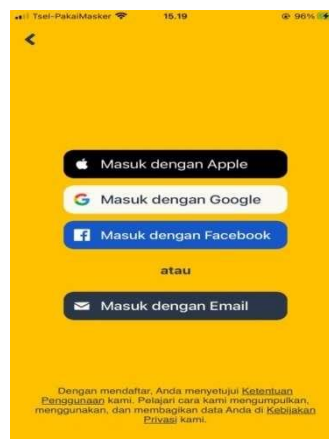 Tsel-PakaiMasker 15.19 96%
Masuk dengan Apple
Masuk dengan Google
Masuk dengan Facebook
atau
Masuk dengan Email
Dengan mendaftar, Anda menyetujui Ketentuan
Penggunaan kami. Pelajari cara kami mengumpulkan,
menggunakan, dan membagikan data Anda di Kebijakan
Privasi kami.